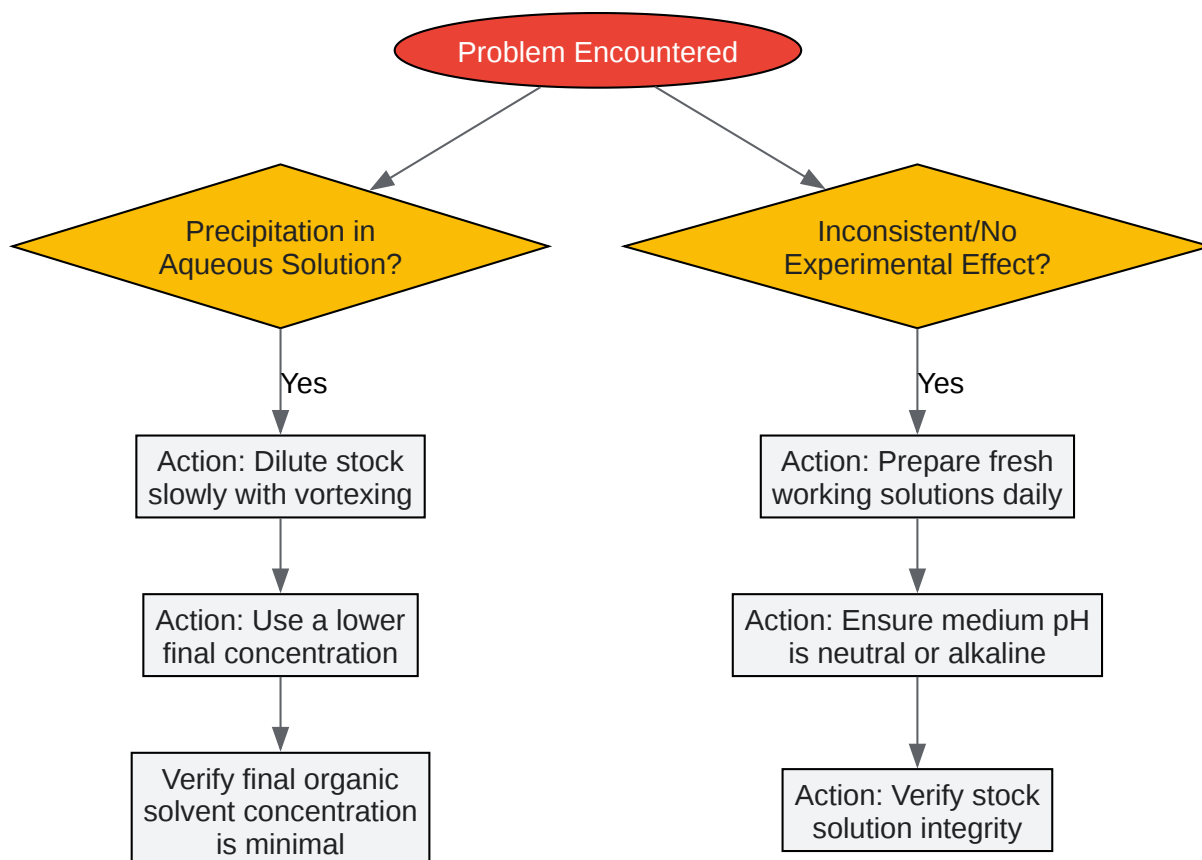 Problem Encountered
Precipitation in
Aqueous Solution?
Inconsistent/No
Experimental Effect?
Yes
Yes
Action: Dilute stock
slowly with vortexing
Action: Prepare fresh
working solutions daily
Action: Use a lower
final concentration
Action: Ensure medium pH
is neutral or alkaline
Verify final organic
solvent concentration
is minimal
Action: Verify stock
solution integrity